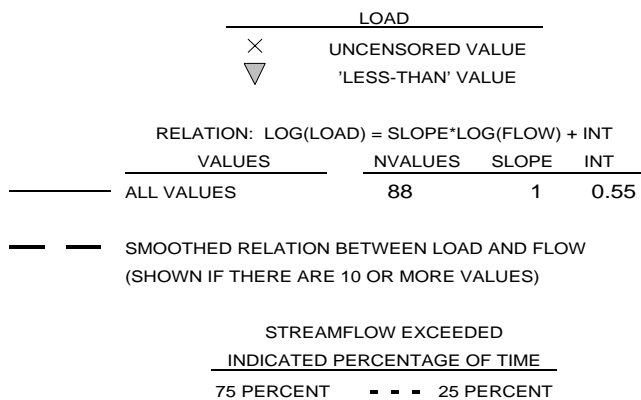 LOAD
UNCENSORED VALUE
'LESS-THAN' VALUE
RELATION: LOG(LOAD) = SLOPE*LOG(FLOW) + INT
VALUES NVALUES SLOPE INT
ALL VALUES 88 1 0.55
SMOOTHED RELATION BETWEEN LOAD AND FLOW
(SHOWN IF THERE ARE 10 OR MORE VALUES)
STREAMFLOW EXCEEDED
INDICATED PERCENTAGE OF TIME
75 PERCENT 25 PERCENT